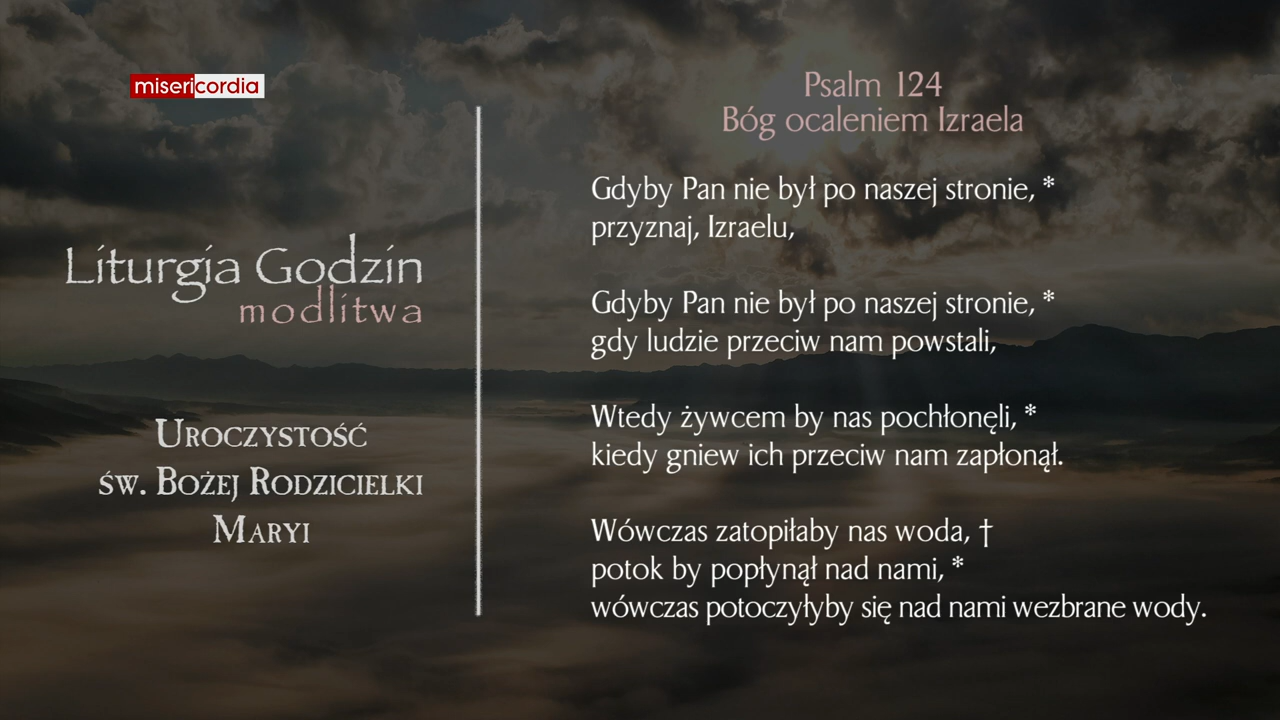 misericordia
Liturgia Godzin
modlitwa
Uroczystość
św. Bożej Rodzicielki
Maryi
Psalm 124
Bóg ocaleniem Izraela
Gdyby Pan nie był po naszej stronie, *
przyznaj, Izraelu,
Gdyby Pan nie był po naszej stronie, *
gdy ludzie przeciw nam powstali,
Wtedy żywcem by nas pochłonęli, *
kiedy gniew ich przeciw nam zapłonął.
Wówczas zatopiłaby nas woda, †
potok by popłynął nad nami, *
wówczas potoczyłyby się nad nami wezbrane wody.